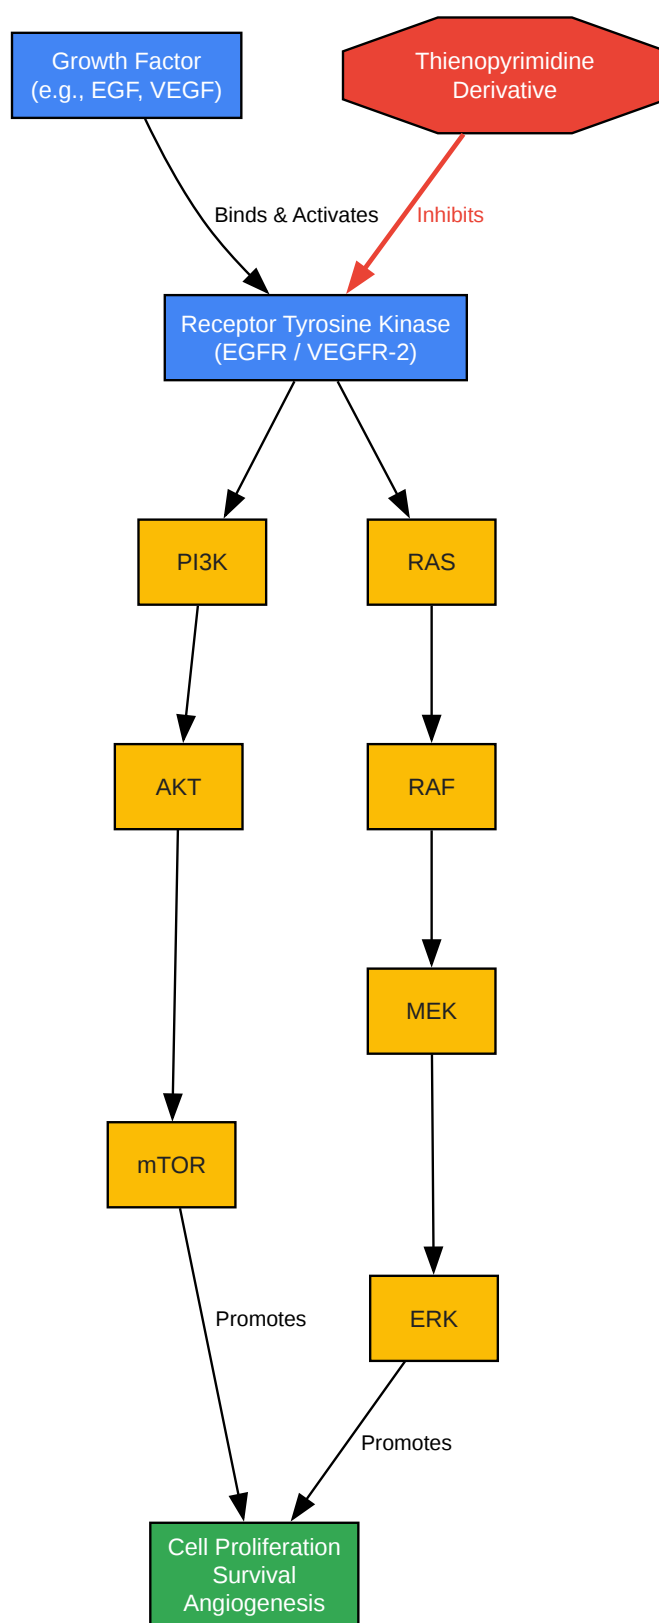 Growth Factor
(e.g., EGF, VEGF)
Thienopyrimidine
Derivative
Binds & Activates
Inhibits
Receptor Tyrosine Kinase
(EGFR / VEGFR-2)
PI3K
RAS
AKT
RAF
MEK
mTOR
ERK
Promotes
Promotes
Cell Proliferation
Survival
Angiogenesis